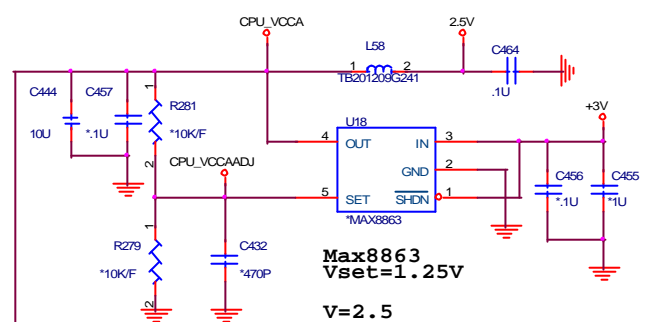 CPU_VCCA
L58
2.5V
1
2
TB201209G241
C464
.1U
+3V
C444
10U
C457
*.1U
1
R281
*10K/F
2
U18
4
OUT
IN
3
GND
2
5
SET
SHDN
1
*MAX8863
CPU_VCCAADJ
C456
*.1U
C455
*1U
1
R279
*10K/F
2
C432
*470P
Max8863
Vset=1.25V
V=2.5